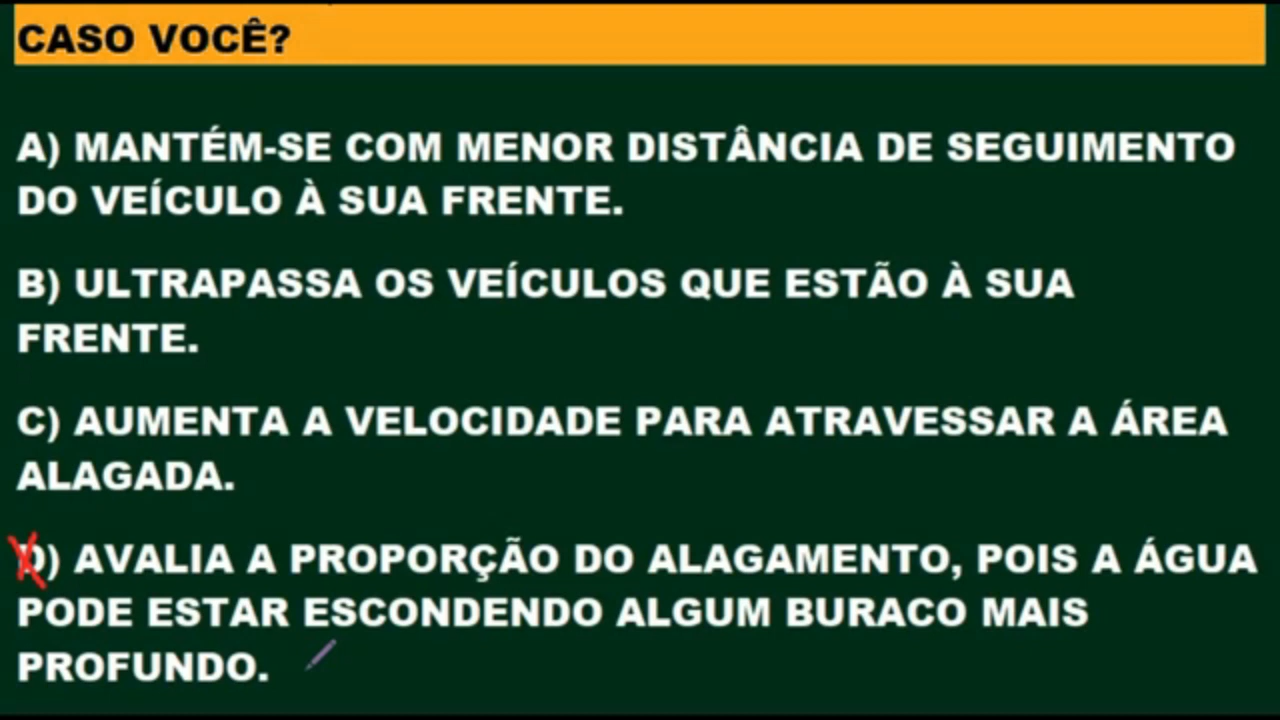 CASO VOCÊ?
A) MANTÉM-SE COM MENOR DISTÂNCIA DE SEGUIMENTO
DO VEÍCULO À SUA FRENTE.
B) ULTRAPASSA OS VEÍCULOS QUE ESTÃO À SUA
FRENTE.
C) AUMENTA A VELOCIDADE PARA ATRAVESSAR A ÁREA
ALAGADA.
D) AVALIA A PROPORÇÃO DO ALAGAMENTO, POIS A ÁGUA
PODE ESTAR ESCONDENDO ALGUM BURACO MAIS
PROFUNDO.